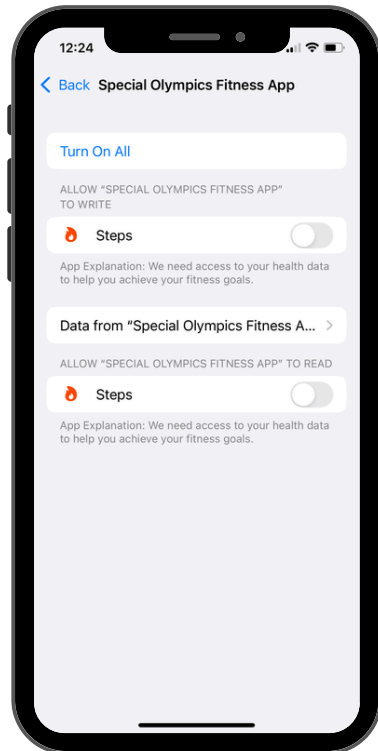 12:24
Back Special Olympics Fitness App
Turn On All
ALLOW “SPECIAL OLYMPICS FITNESS APP”
TO WRITE
Steps
App Explanation: We need access to your health data
to help you achieve your fitness goals.
Data from “Special Olympics Fitness A...
ALLOW “SPECIAL OLYMPICS FITNESS APP” TO READ
Steps
App Explanation: We need access to your health data
to help you achieve your fitness goals.